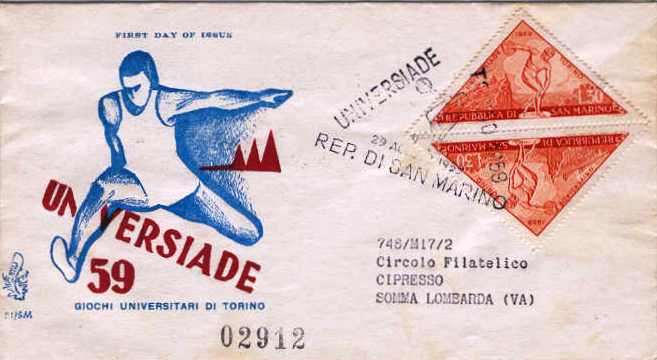 FIRST DAY OF ISSUE
UNIVERSIADE
59
GIOCHI UNIVERSITARI DI TORINO
02912
UNIVERSIADE
REP. DI SAN MARINO
REPUBBLICA DI SAN MARINO
REPUBBLICA DI SAN MARINO
748/M17/2
Circolo Filatelico
CIPRESSO
SOMMA LOMBARDA (VA)